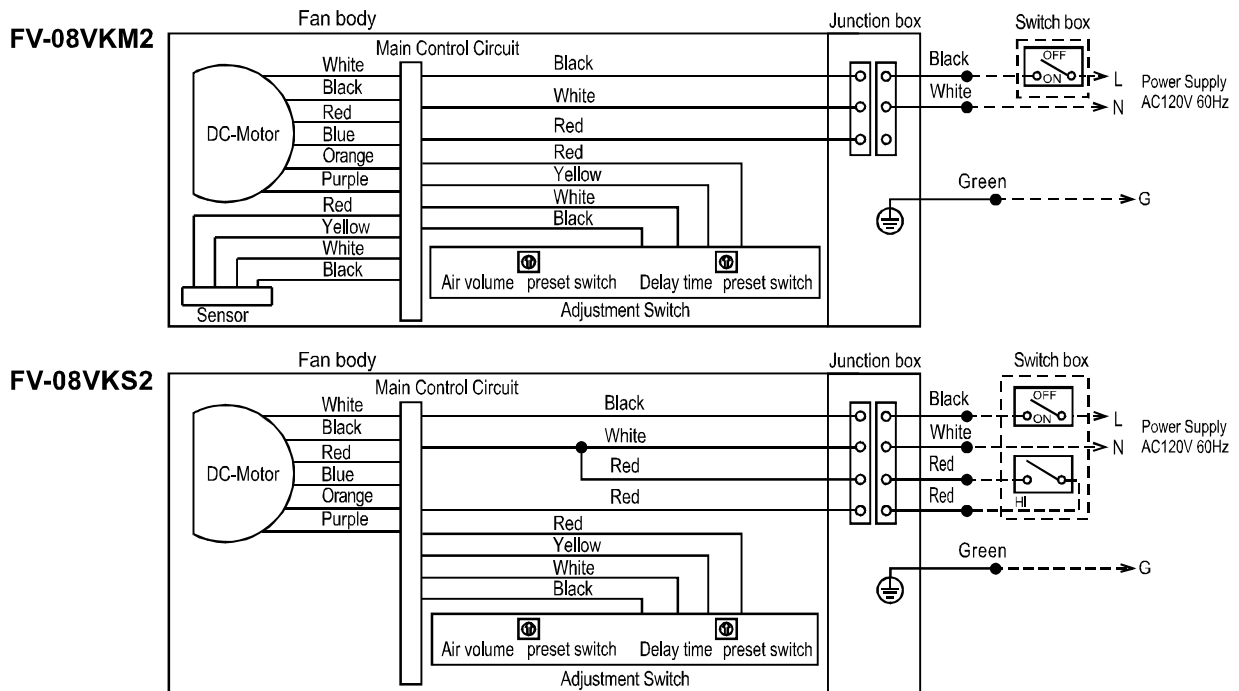 FV-08VKM2
Fan body
Junction box
Switch box
Main Control Circuit
White
Black
Red
Blue
Orange
Purple
Red
Yellow
White
Black
DC-Motor
Sensor
Black
White
Red
Red
Yellow
White
Black
Air volume preset switch Delay time preset switch
Adjustment Switch
Black
White
OFF
ON
L
N
Power Supply
AC120V 60Hz
Green
G
FV-08VKS2
Fan body
Junction box
Switch box
Main Control Circuit
White
Black
Red
Blue
Orange
Purple
DC-Motor
Black
White
Red
Red
Red
Yellow
White
Black
Air volume preset switch Delay time preset switch
Adjustment Switch
Black
White
Red
Red
OFF
ON
HI
L
N
Power Supply
AC120V 60Hz
Green
G